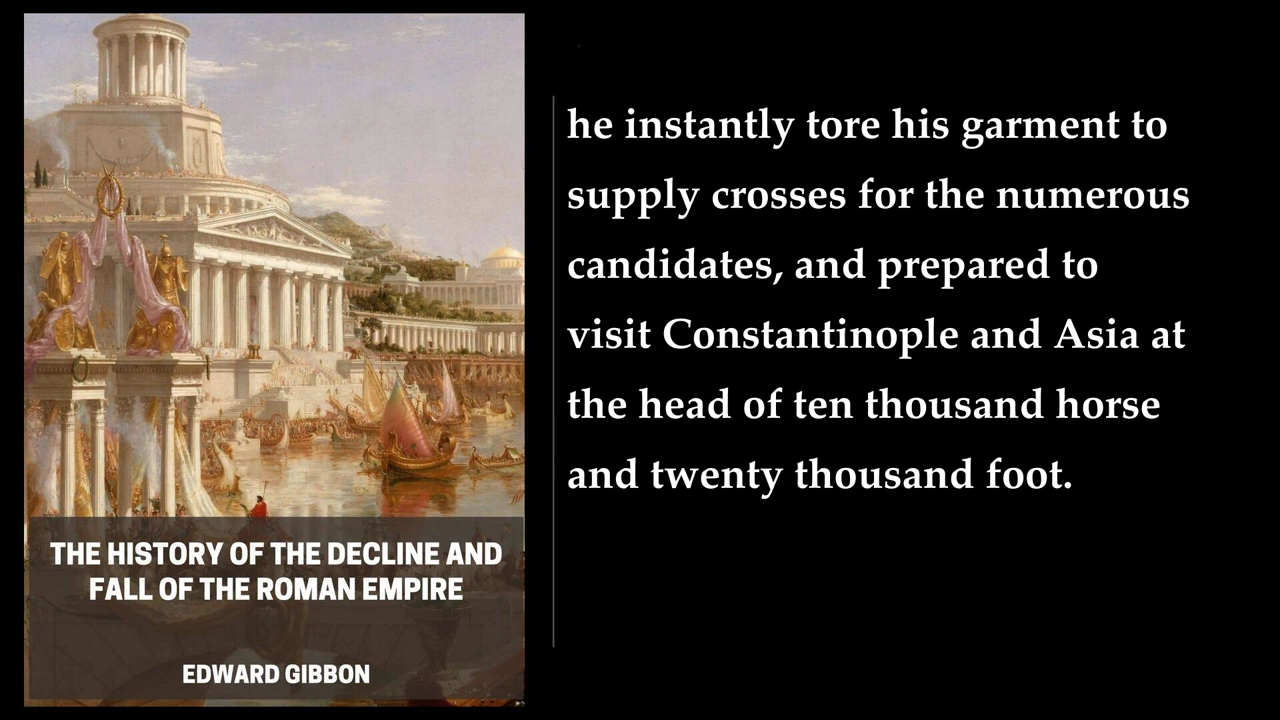 he instantly tore his garment to
supply crosses for the numerous
candidates, and prepared to
visit Constantinople and Asia at
the head of ten thousand horse
and twenty thousand foot.
THE HISTORY OF THE DECLINE AND
FALL OF THE ROMAN EMPIRE
EDWARD GIBBON